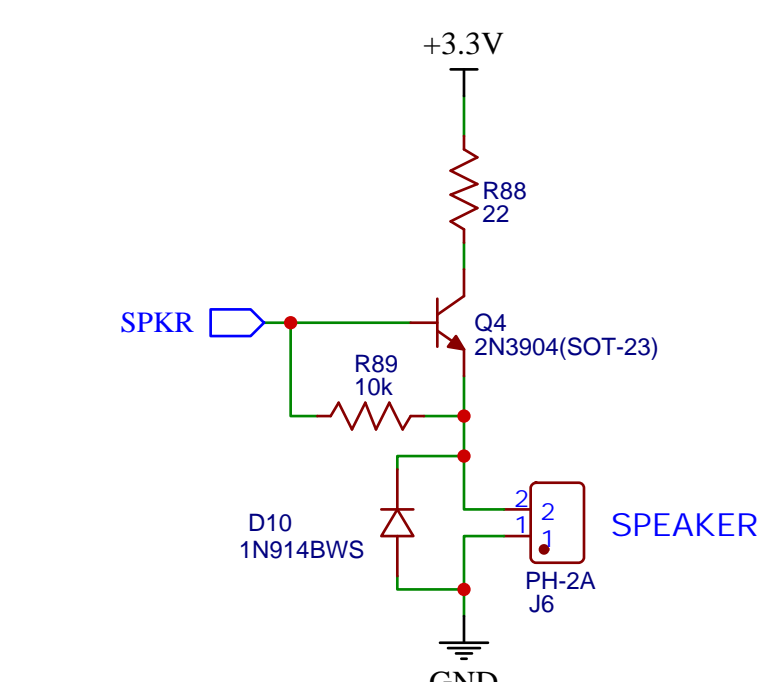 +3.3V
R88
22
SPKR
Q4
2N3904(SOT-23)
R89
10k
2
2
SPEAKER
1
1
D10
1N914BWS
PH-2A
J6
GND